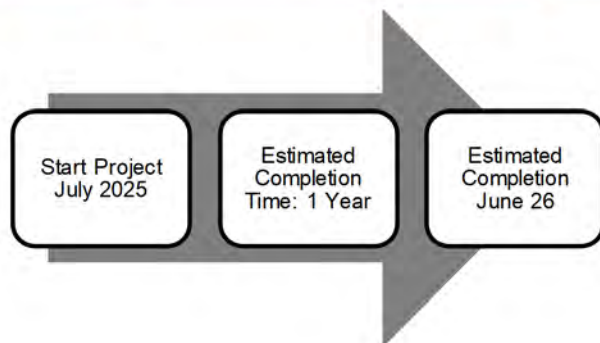 Start Project
July 2025
Estimated
Completion
Time: 1 Year
Estimated
Completion
June 26